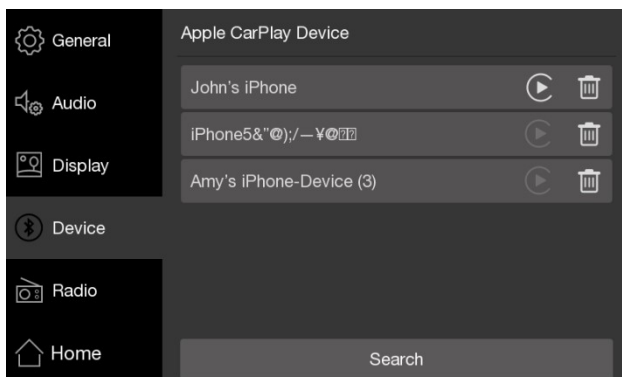 General
Audio
Display
Device
Radio
Home
Apple CarPlay Device
John's iPhone
iPhone5&"@);/—¥@⍰⍰
Amy's iPhone-Device (3)
Search